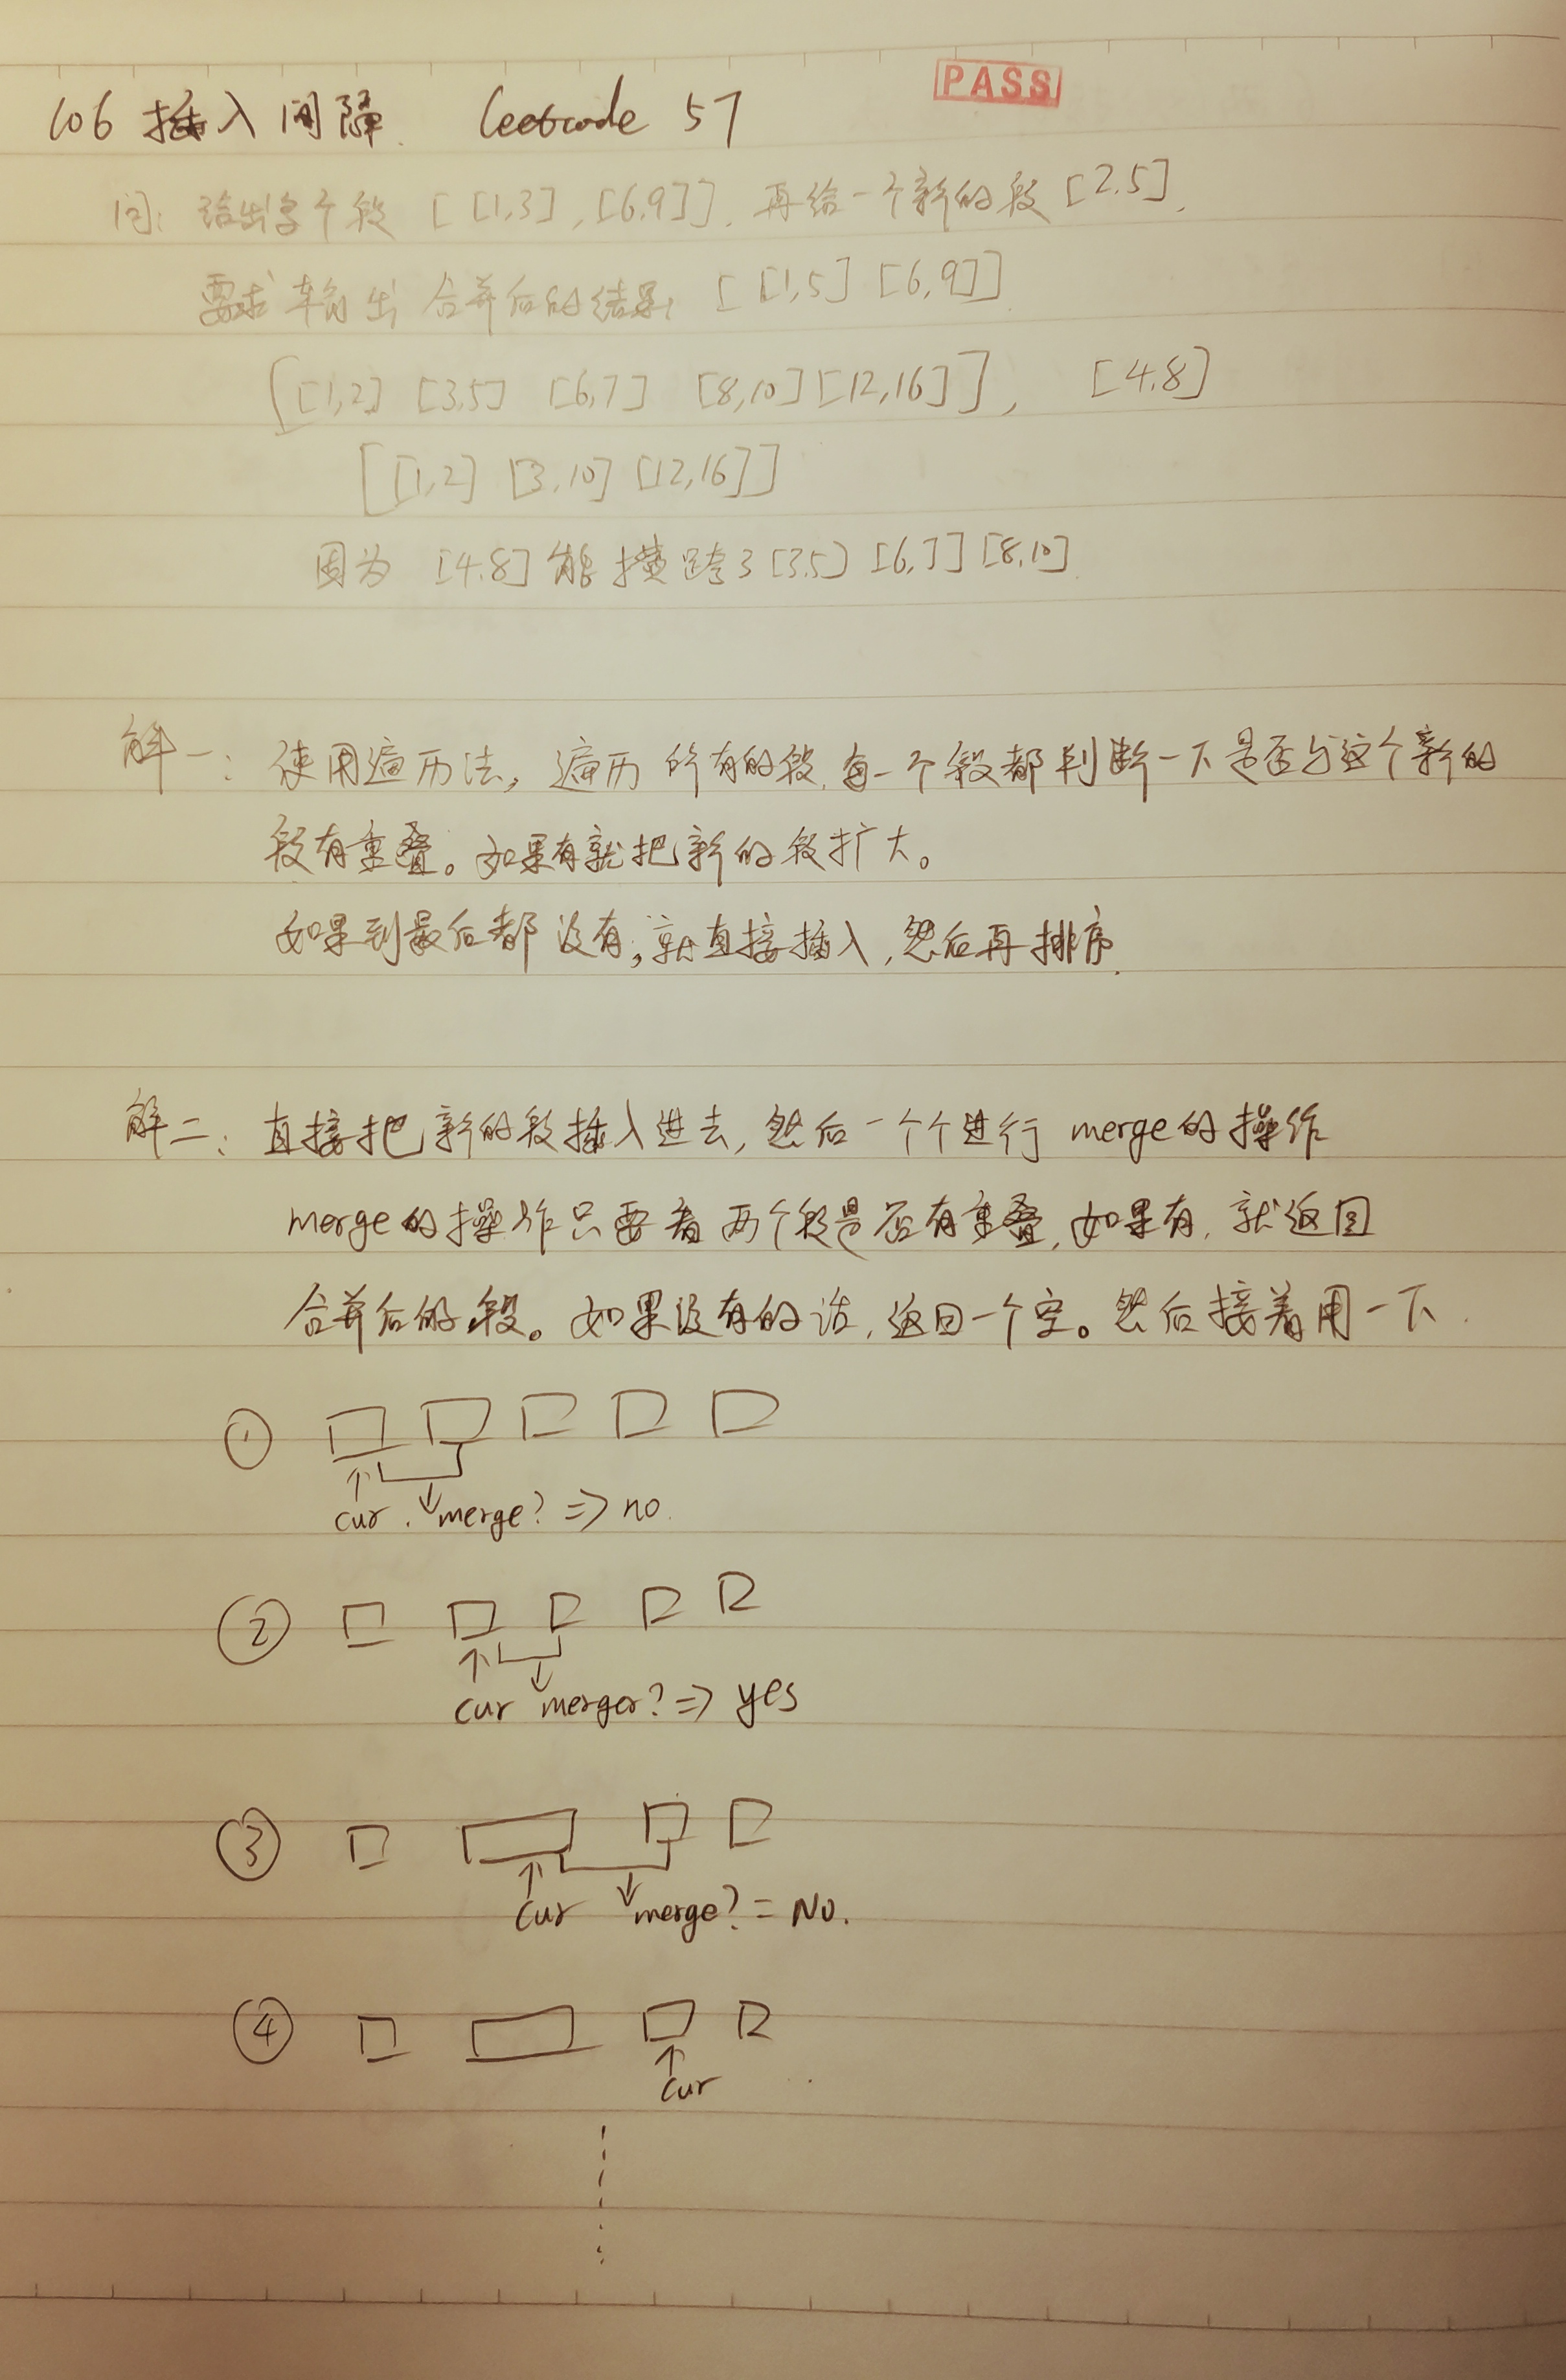 106 插入间隔. Leetcode 57
PASS
问: 给出多个段 [ [1,3] , [6,9] ]. 再给一个新的段 [2,5].
要求输出合并后的结果, [ [1,5] [6,9] ]
[ [1,2] [3,5] [6,7] [8,10] [12,16] ] , [4,8]
[ [1,2] [3,10] [12,16] ]
因为 [4,8] 能横跨了 [3,5] [6,7] [8,10].
解一: 使用遍历法, 遍历所有的段, 每一个段都判断一下是否与这个新的
段有重叠。如果有就把新的段扩大。
如果到最后都没有, 就直接插入, 然后再排序.
解二: 直接把新的段插入进去, 然后一个个进行 merge的操作
merge的操作只要看两个段是否有重叠, 如果有, 就返回
合并后的段。如果没有的话, 返回一个空。然后接着用一下.
①
cur. merge? => no.
②
cur merger? => yes
③
cur merge? = No.
④
cur